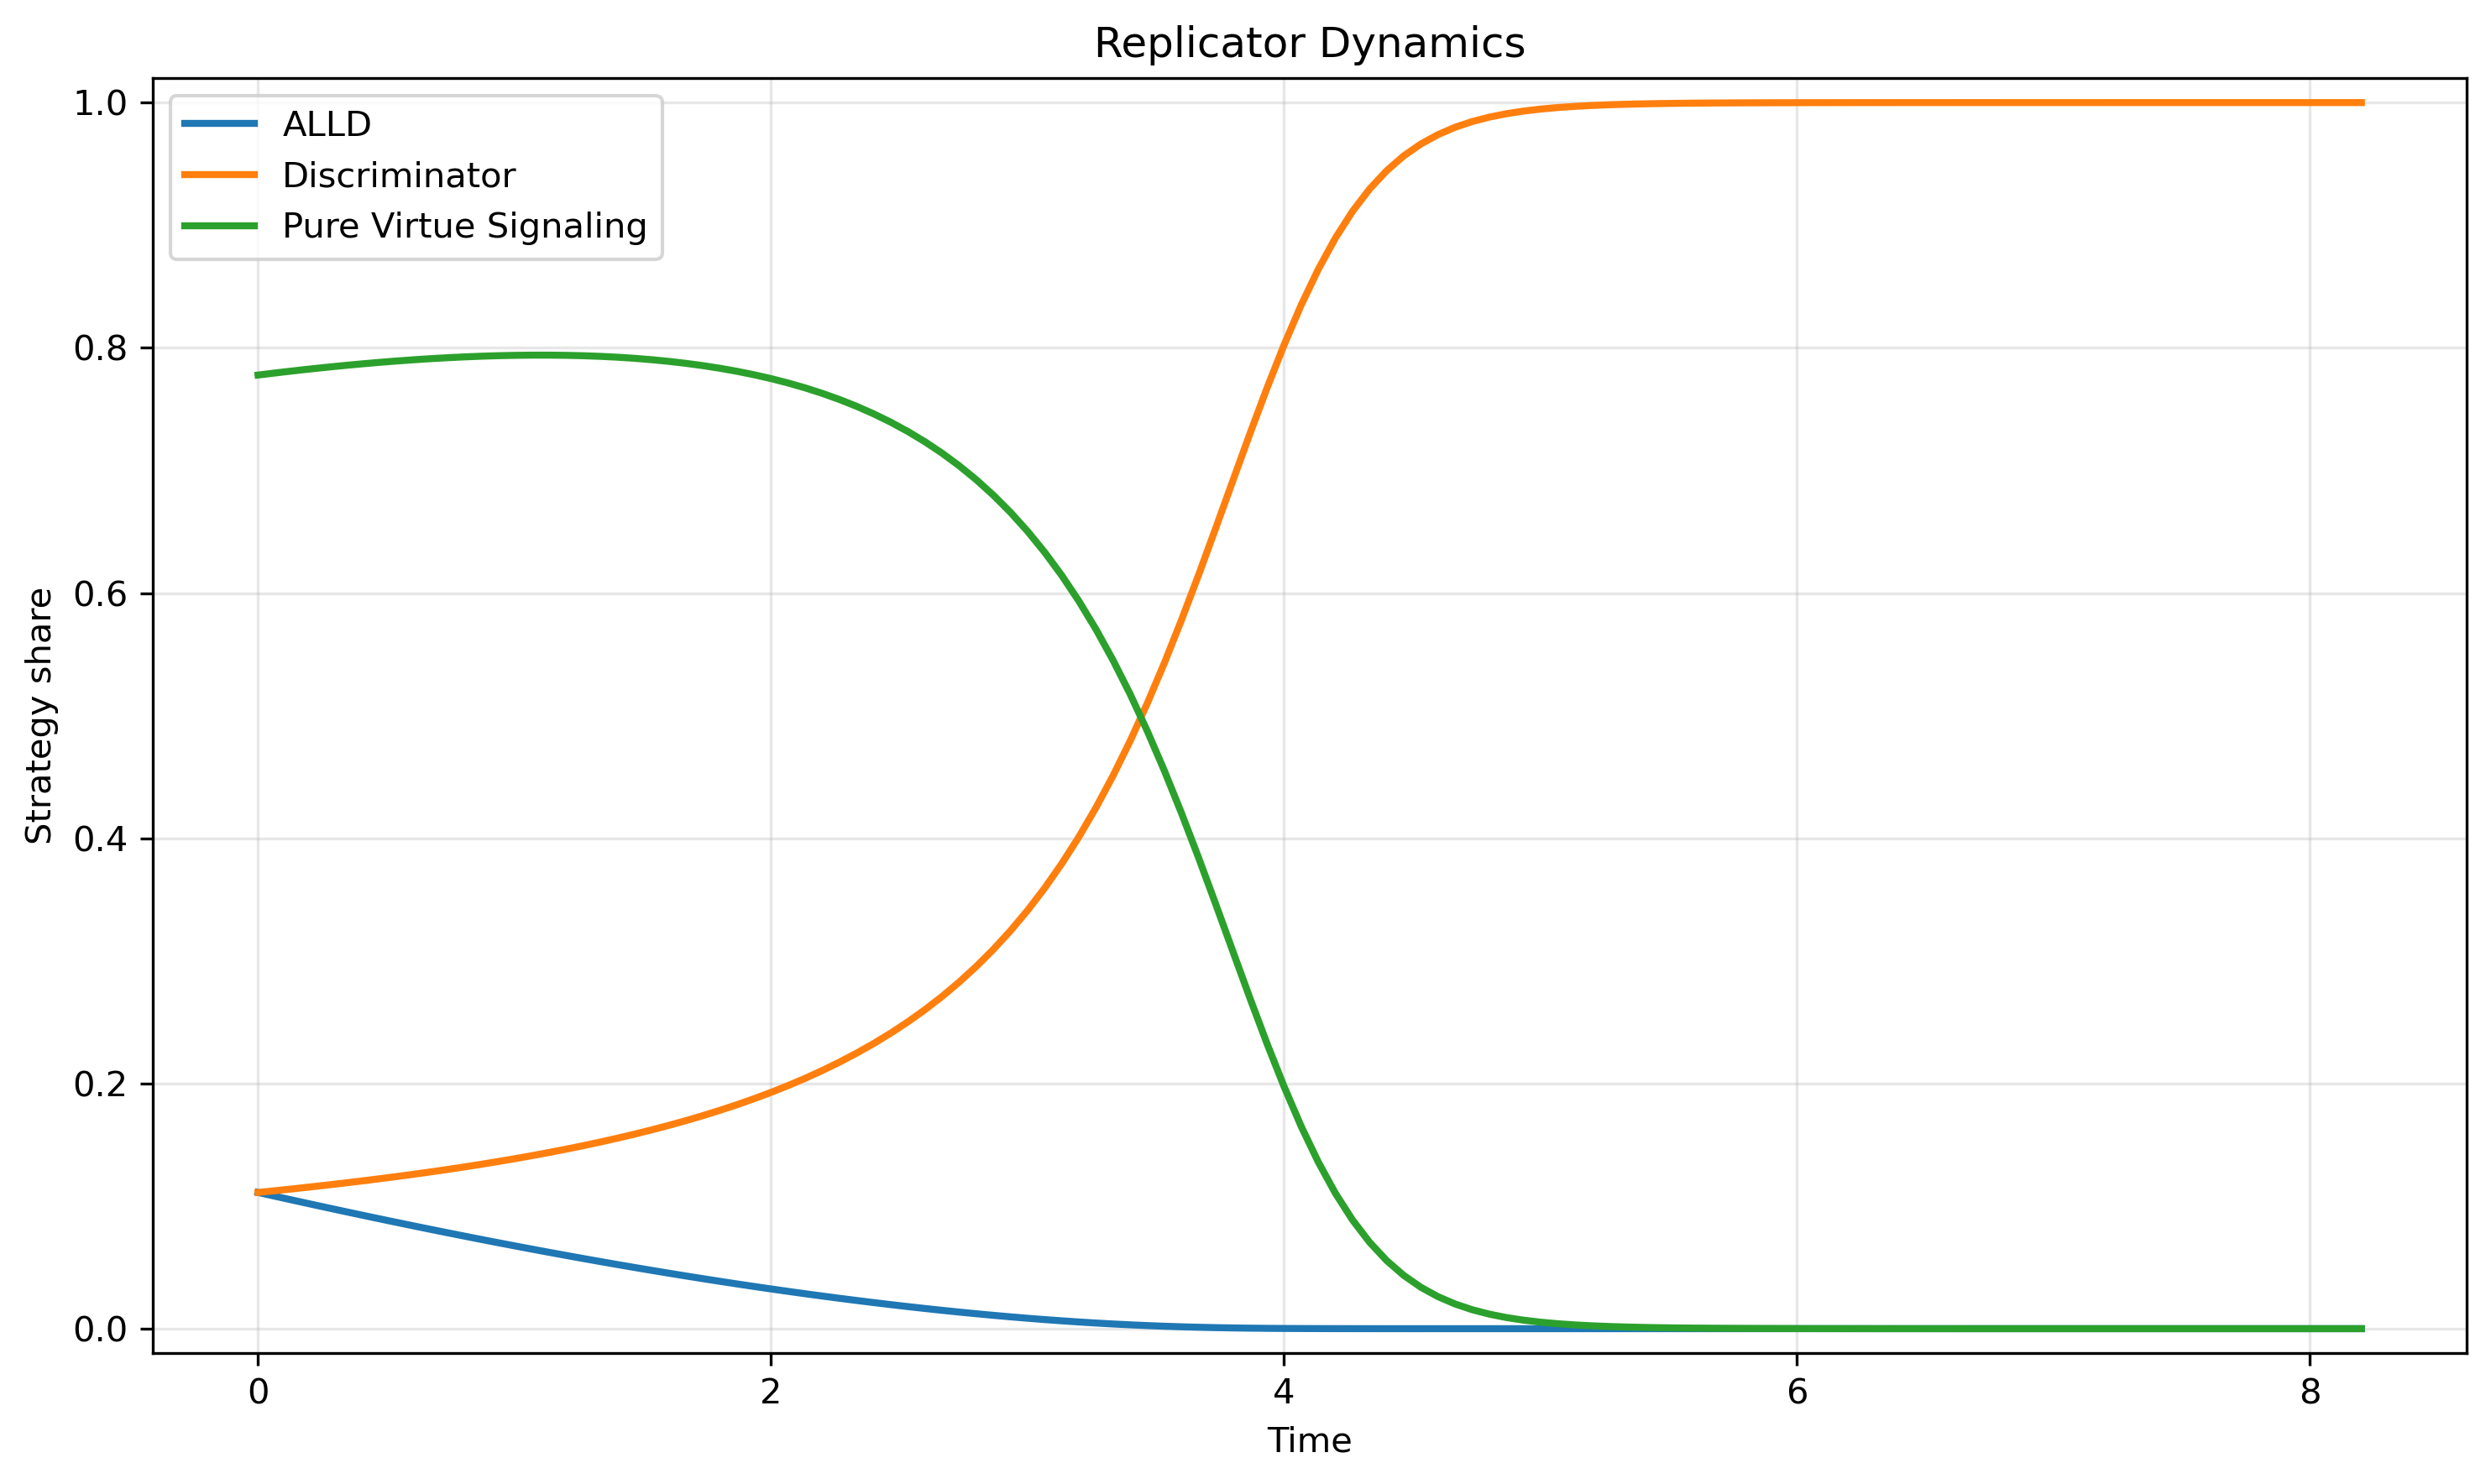 Replicator Dynamics
ALLD
Discriminator
Pure Virtue Signaling
Strategy share
1.0
0.8
0.6
0.4
0.2
0.0
0 2 4 6 8
Time